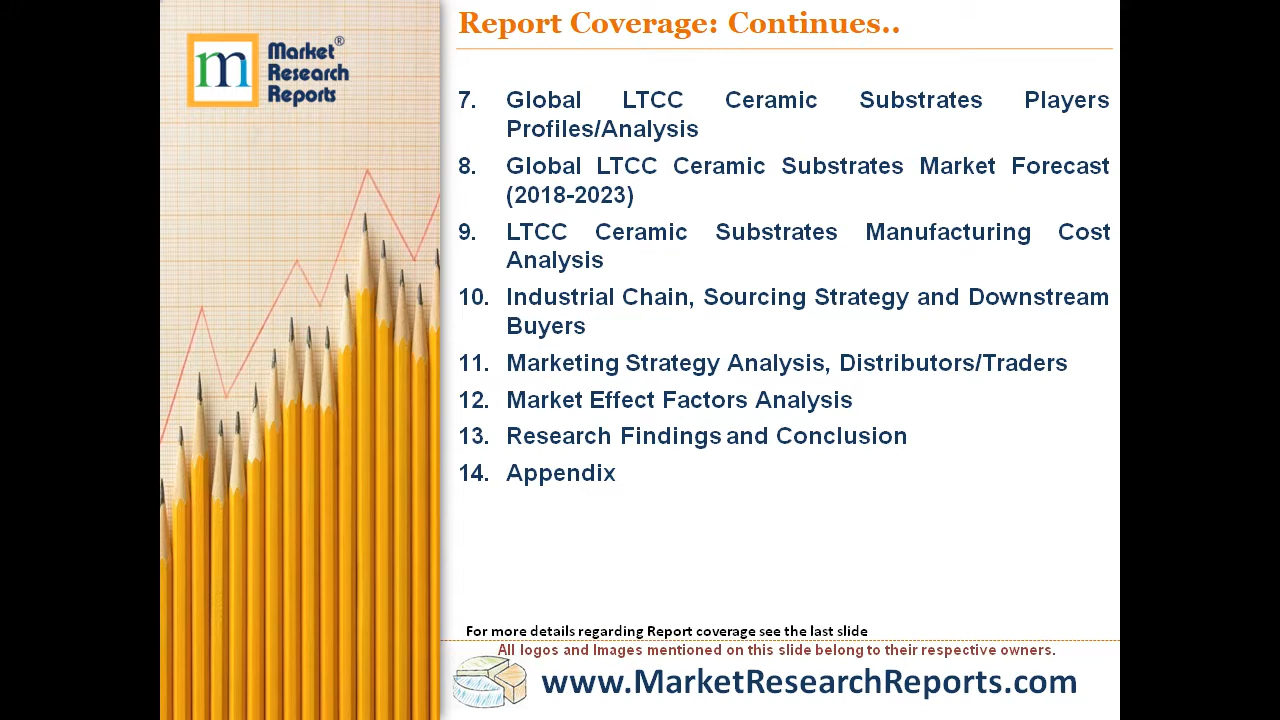 Report Coverage: Continues..
m
Market®
Research
Reports
7. Global LTCC Ceramic Substrates Players
Profiles/Analysis
8. Global LTCC Ceramic Substrates Market Forecast
(2018-2023)
9. LTCC Ceramic Substrates Manufacturing Cost
Analysis
10. Industrial Chain, Sourcing Strategy and Downstream
Buyers
11. Marketing Strategy Analysis, Distributors/Traders
12. Market Effect Factors Analysis
13. Research Findings and Conclusion
14. Appendix
For more details regarding Report coverage see the last slide
All logos and Images mentioned on this slide belong to their respective owners.
www.MarketResearchReports.com